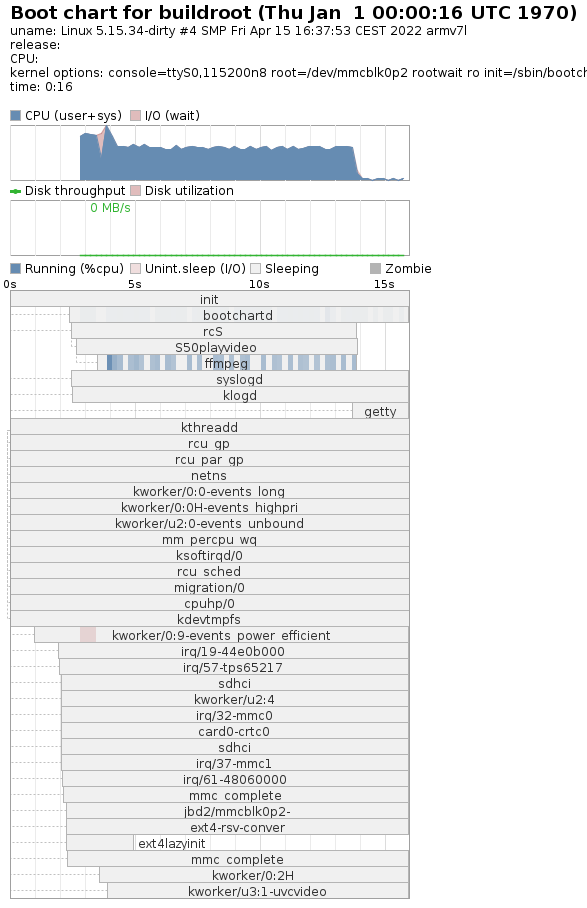 Boot chart for buildroot (Thu Jan  1 00:00:16 UTC 1970)
uname: Linux 5.15.34-dirty #4 SMP Fri Apr 15 16:37:53 CEST 2022 armv7l
release:
CPU:
kernel options: console=ttyS0,115200n8 root=/dev/mmcblk0p2 rootwait ro init=/sbin/bootch
time: 0:16
CPU (user+sys) I/O (wait)
Disk throughput Disk utilization
0 MB/s
Running (%cpu) Unint.sleep (I/O) Sleeping Zombie
0s 5s 10s 15s
init
bootchartd
rcS
S50playvideo
ffmpeg
syslogd
klogd
getty
kthreadd
rcu_gp
rcu_par_gp
netns
kworker/0:0-events_long
kworker/0:0H-events_highpri
kworker/u2:0-events_unbound
mm_percpu_wq
ksoftirqd/0
rcu_sched
migration/0
cpuhp/0
kdevtmpfs
kworker/0:9-events_power_efficient
irq/19-44e0b000
irq/57-tps65217
sdhci
kworker/u2:4
irq/32-mmc0
card0-crtc0
sdhci
irq/37-mmc1
irq/61-48060000
mmc_complete
jbd2/mmcblk0p2-
ext4-rsv-conver
ext4lazyinit
mmc_complete
kworker/0:2H
kworker/u3:1-uvcvideo